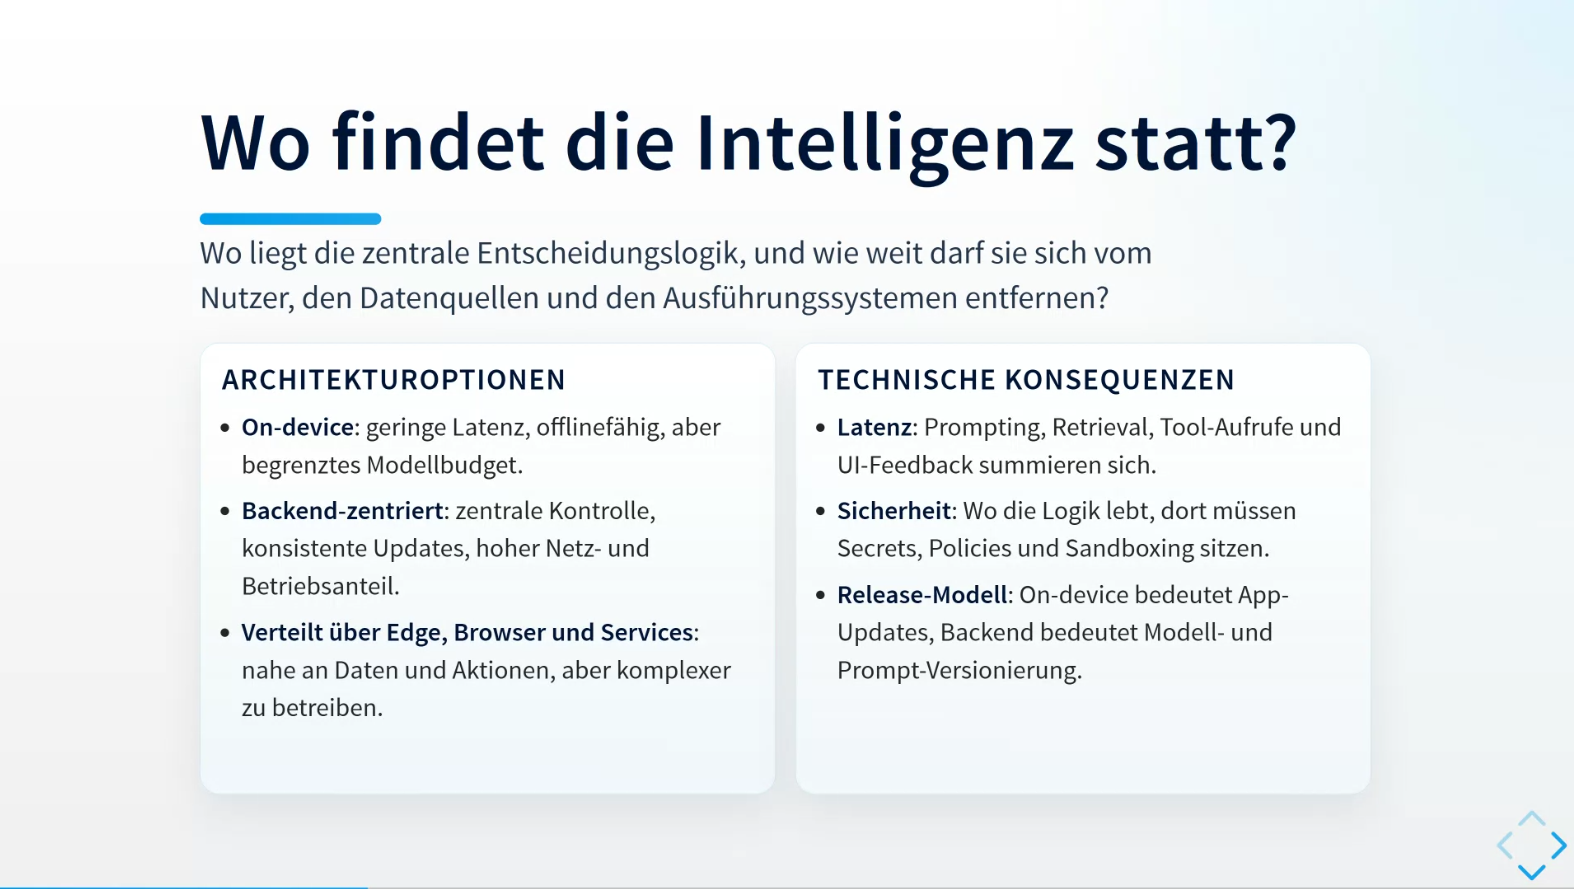 Wo findet die Intelligenz statt?
Wo liegt die zentrale Entscheidungslogik, und wie weit darf sie sich vom
Nutzer, den Datenquellen und den Ausführungssystemen entfernen?
ARCHITEKTUROPTIONEN
• On-device: geringe Latenz, offlinefähig, aber
begrenztes Modellbudget.
• Backend-zentriert: zentrale Kontrolle,
konsistente Updates, hoher Netz- und
Betriebsanteil.
• Verteilt über Edge, Browser und Services:
nahe an Daten und Aktionen, aber komplexer
zu betreiben.
TECHNISCHE KONSEQUENZEN
• Latenz: Prompting, Retrieval, Tool-Aufrufe und
UI-Feedback summieren sich.
• Sicherheit: Wo die Logik lebt, dort müssen
Secrets, Policies und Sandboxing sitzen.
• Release-Modell: On-device bedeutet App-
Updates, Backend bedeutet Modell- und
Prompt-Versionierung.